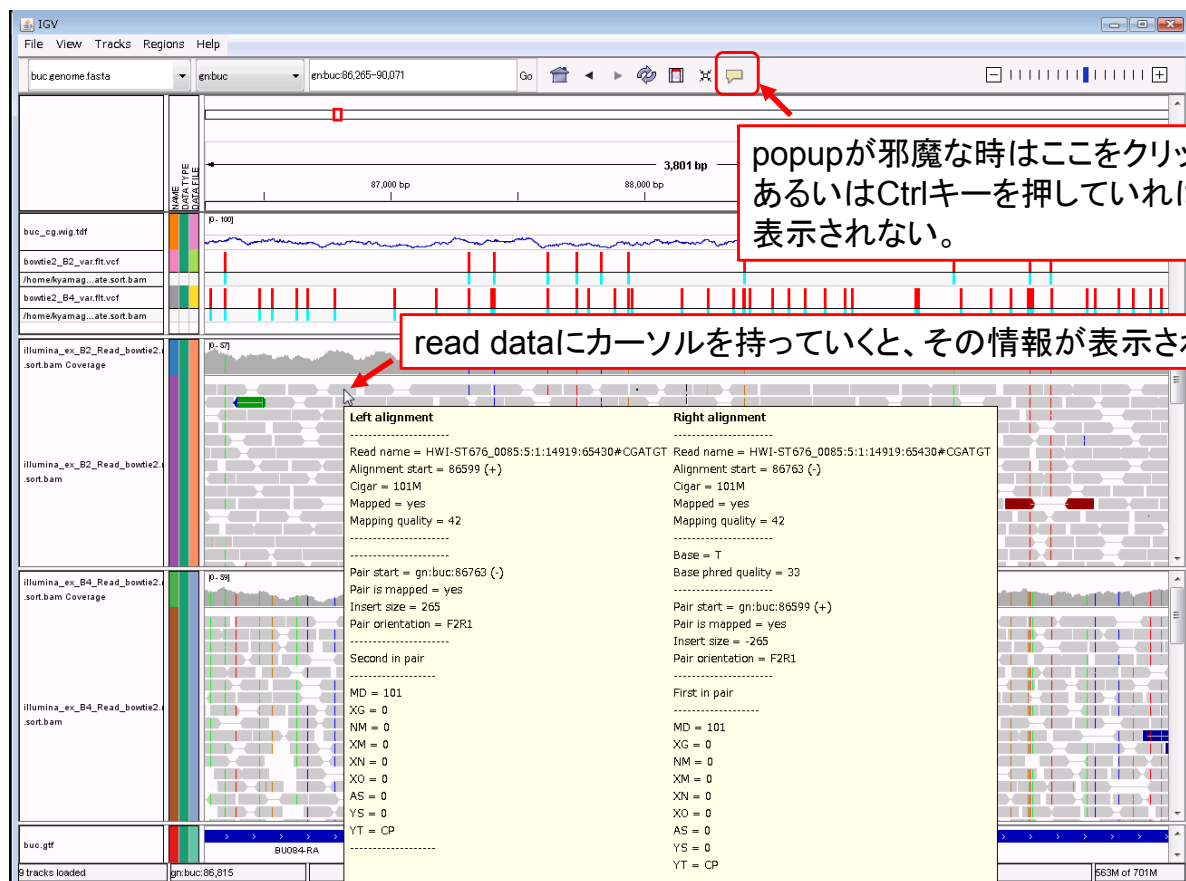 IGV
File View Tracks Regions Help
buc.genome.fasta
gn:buc
gn:buc:86,265-90,071
Go
popupが邪魔な時はここをクリッ
あるいはCtrlキーを押していれ
表示されない。
NAME
DATA TYPE
DATA FILE
3,801 bp
87,000 bp
88,000 bp
buc_cg.wig.tdf
[0 - 100]
bowtie2_B2_var.flt.vcf
/home/kyamag...ate.sort.bam
bowtie2_B4_var.flt.vcf
/home/kyamag...ate.sort.bam
read dataにカーソルを持っていくと、その情報が表示さ
illumina_ex_B2_Read_bowtie2.
.sort.bam Coverage
[0 - 57]
illumina_ex_B2_Read_bowtie2.
.sort.bam
Left alignment
----------------------
Read name = HWI-ST676_0085:5:1:14919:65430#CGATGT
Alignment start = 86599 (+)
Cigar = 101M
Mapped = yes
Mapping quality = 42
----------------------
----------------------
Pair start = gn:buc:86763 (-)
Pair is mapped = yes
Insert size = 265
Pair orientation = F2R1
----------------------
Second in pair
-------------------
MD = 101
XG = 0
NM = 0
XM = 0
XN = 0
XO = 0
AS = 0
YS = 0
YT = CP
-------------------
Right alignment
----------------------
Read name = HWI-ST676_0085:5:1:14919:65430#CGATGT
Alignment start = 86763 (-)
Cigar = 101M
Mapped = yes
Mapping quality = 42
----------------------
Base = T
Base phred quality = 33
----------------------
Pair start = gn:buc:86599 (+)
Pair is mapped = yes
Insert size = -265
Pair orientation = F2R1
----------------------
First in pair
-------------------
MD = 101
XG = 0
NM = 0
XM = 0
XN = 0
XO = 0
AS = 0
YS = 0
YT = CP
illumina_ex_B4_Read_bowtie2.
.sort.bam Coverage
[0 - 59]
illumina_ex_B4_Read_bowtie2.
.sort.bam
buc.gtf
BU084-RA
9 tracks loaded
gn:buc:86,815
563M of 701M